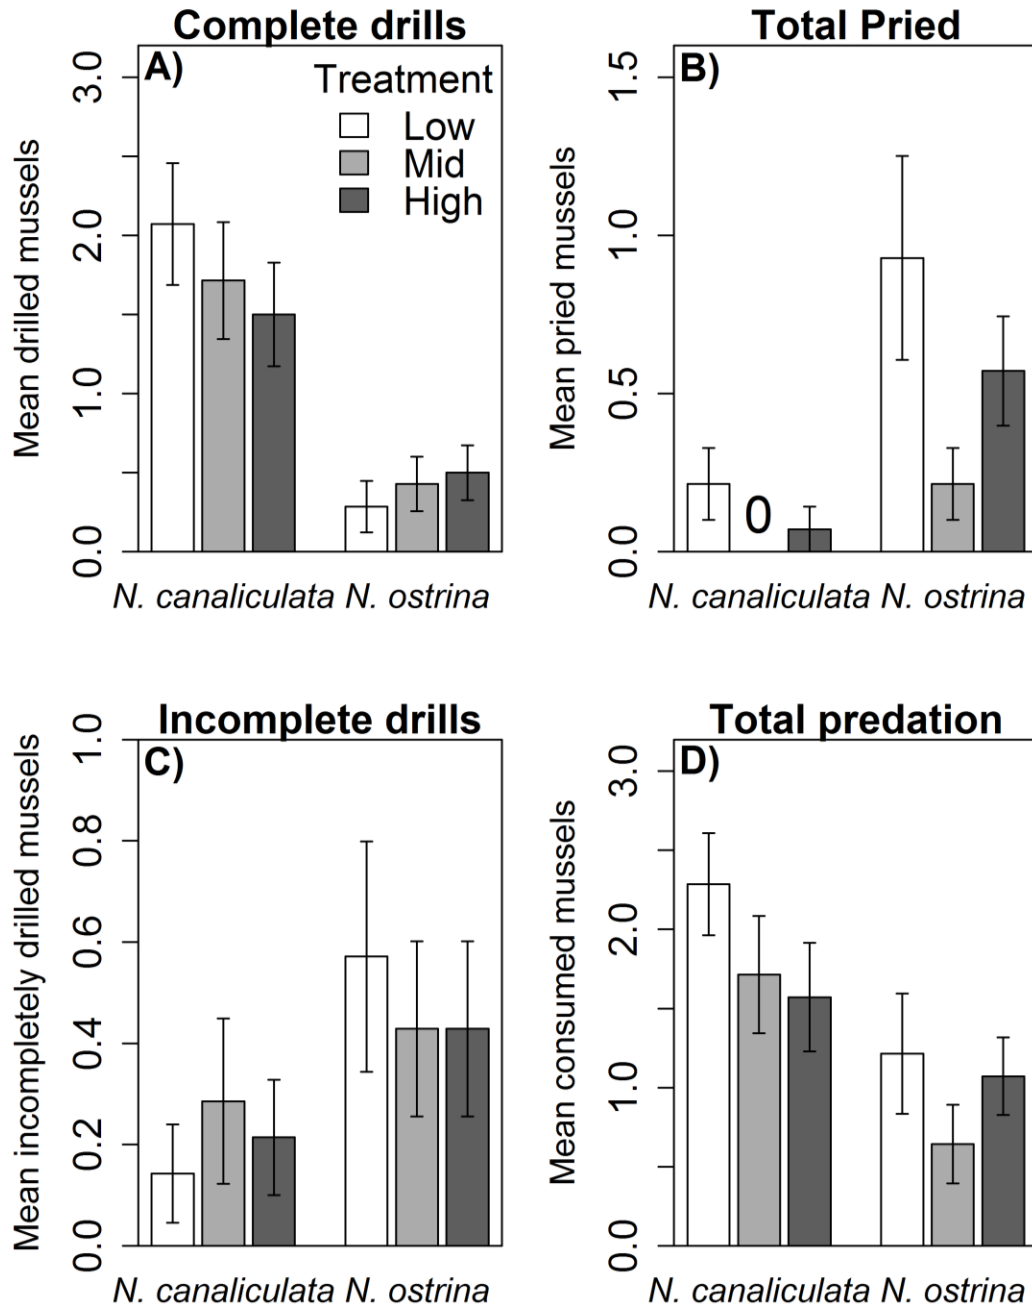 Complete drills
A)
Treatment
Low
Mid
High
Mean drilled mussels
0.0 1.0 2.0 3.0
N. canaliculata N. ostrina
Total Pried
B)
Mean pried mussels
0.0 0.5 1.0 1.5
0
N. canaliculata N. ostrina
Incomplete drills
C)
Mean incompletely drilled mussels
0.0 0.2 0.4 0.6 0.8 1.0
N. canaliculata N. ostrina
Total predation
D)
Mean consumed mussels
0.0 1.0 2.0 3.0
N. canaliculata N. ostrina